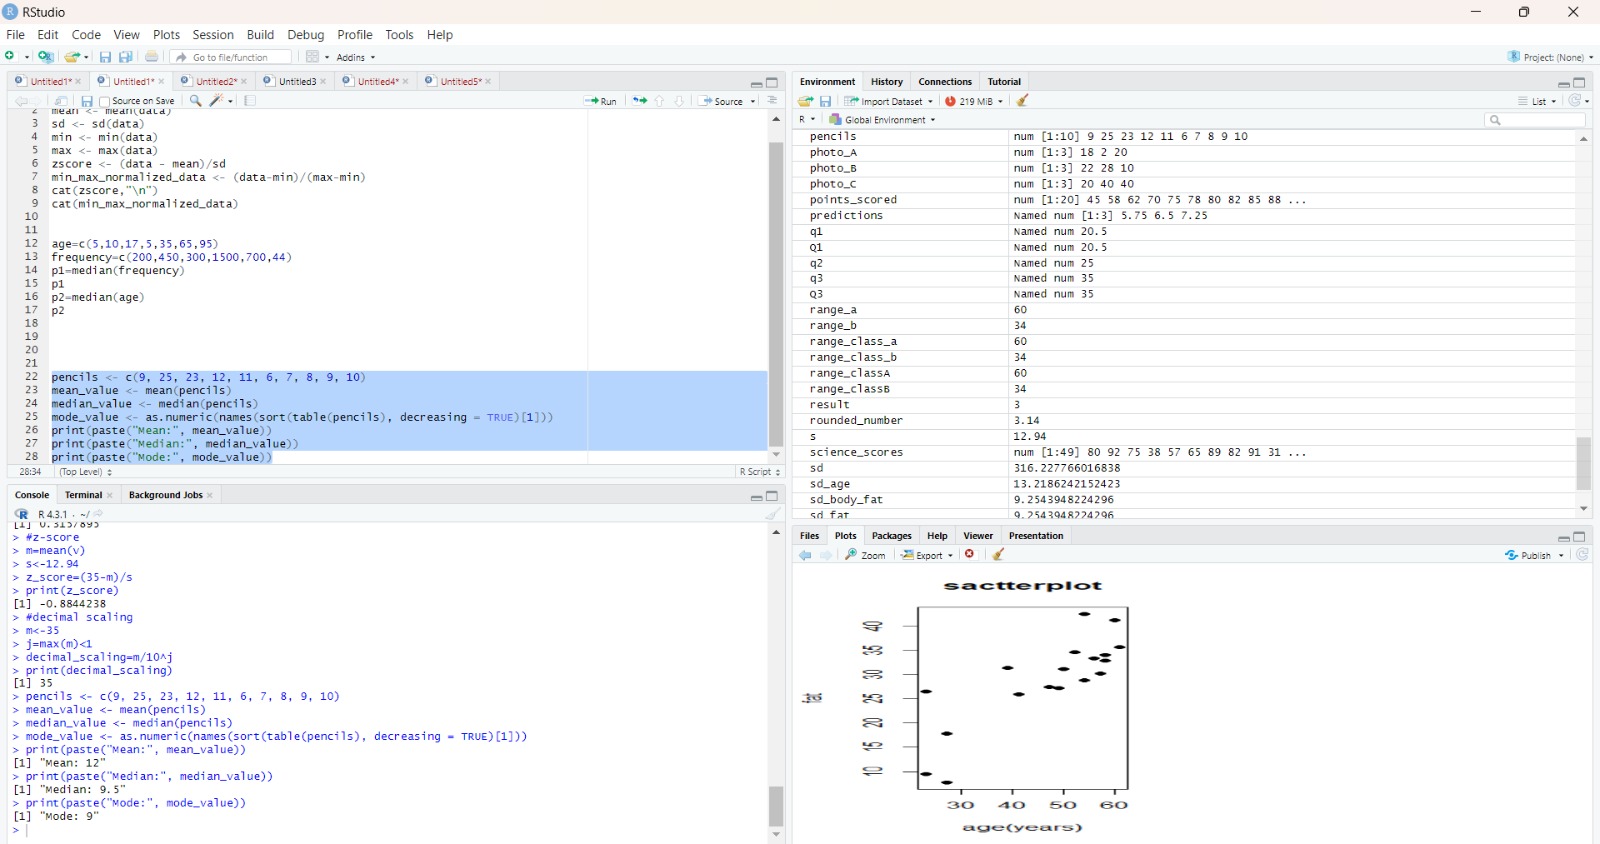 RStudio
File Edit Code View Plots Session Build Debug Profile Tools Help
Go to file/function Addins Project: (None)
Untitled1* Untitled1* Untitled2* Untitled3 Untitled4* Untitled5*
Source on Save Run Source
2 mean <- mean(data)
3 sd <- sd(data)
4 min <- min(data)
5 max <- max(data)
6 zscore <- (data - mean)/sd
7 min_max_normalized_data <- (data-min)/(max-min)
8 cat(zscore,"\n")
9 cat(min_max_normalized_data)
10
11
12 age=c(5,10,17,5,35,65,95)
13 frequency=c(200,450,300,1500,700,44)
14 p1=median(frequency)
15 p1
16 p2=median(age)
17 p2
18
19
20
21
22 pencils <- c(9, 25, 23, 12, 11, 6, 7, 8, 9, 10)
23 mean_value <- mean(pencils)
24 median_value <- median(pencils)
25 mode_value <- as.numeric(names(sort(table(pencils), decreasing = TRUE)[1]))
26 print(paste("Mean:", mean_value))
27 print(paste("Median:", median_value))
28 print(paste("Mode:", mode_value))
28:34 (Top Level) R Script
Console Terminal Background Jobs
R 4.3.1 · ~/
[1] 0.3157895
> #z-score
> m=mean(v)
> s<-12.94
> z_score=(35-m)/s
> print(z_score)
[1] -0.8844238
> #decimal scaling
> m<-35
> j=max(m)<1
> decimal_scaling=m/10^j
> print(decimal_scaling)
[1] 35
> pencils <- c(9, 25, 23, 12, 11, 6, 7, 8, 9, 10)
> mean_value <- mean(pencils)
> median_value <- median(pencils)
> mode_value <- as.numeric(names(sort(table(pencils), decreasing = TRUE)[1]))
> print(paste("Mean:", mean_value))
[1] "Mean: 12"
> print(paste("Median:", median_value))
[1] "Median: 9.5"
> print(paste("Mode:", mode_value))
[1] "Mode: 9"
>
Environment History Connections Tutorial
Import Dataset 219 MiB List
R Global Environment
pencils num [1:10] 9 25 23 12 11 6 7 8 9 10
photo_A num [1:3] 18 2 20
photo_B num [1:3] 22 28 10
photo_C num [1:3] 20 40 40
points_scored num [1:20] 45 58 62 70 75 78 80 82 85 88 ...
predictions Named num [1:3] 5.75 6.5 7.25
q1 Named num 20.5
Q1 Named num 20.5
q2 Named num 25
q3 Named num 35
Q3 Named num 35
range_a 60
range_b 34
range_class_a 60
range_class_b 34
range_classA 60
range_classB 34
result 3
rounded_number 3.14
s 12.94
science_scores num [1:49] 80 92 75 38 57 65 89 82 91 31 ...
sd 316.227766016838
sd_age 13.2186242152423
sd_body_fat 9.2543948224296
sd_fat 9.2543948224296
Files Plots Packages Help Viewer Presentation
Zoom Export Publish
sactterplot
40
35
30
25
20
15
10
fat
30 40 50 60
age(years)